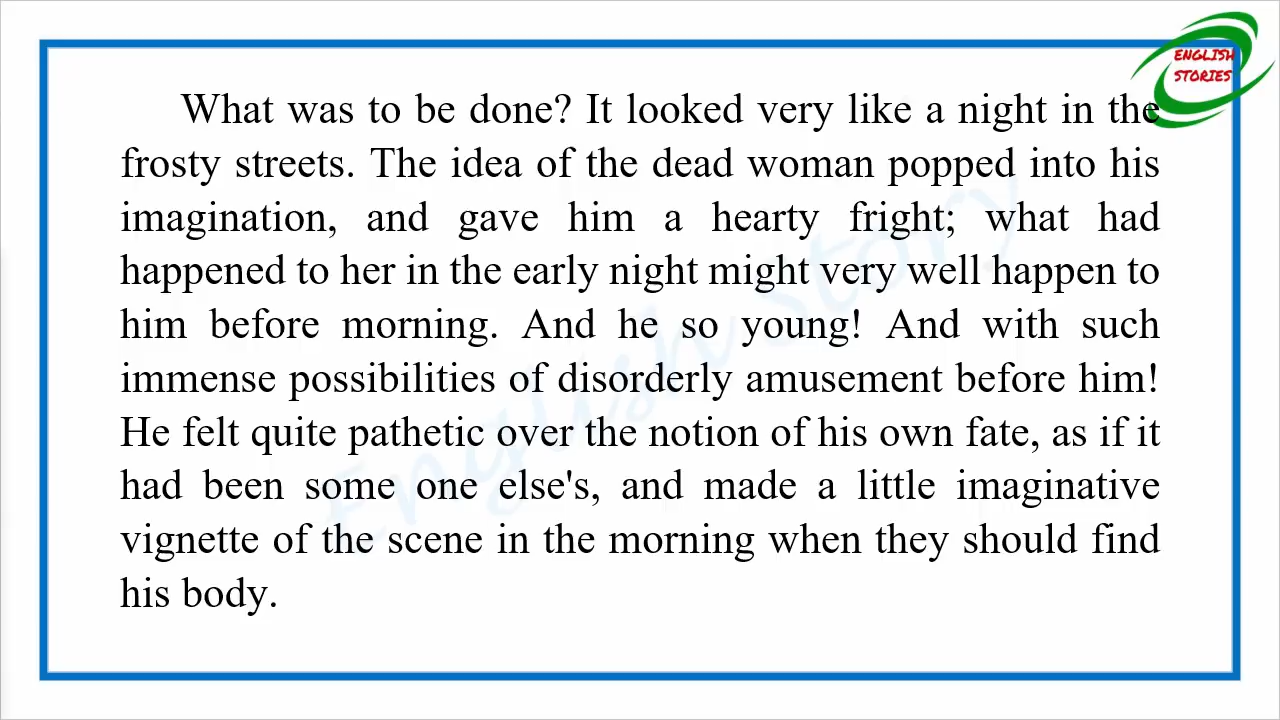 ENGLISH
STORIES
What was to be done? It looked very like a night in the
frosty streets. The idea of the dead woman popped into his
imagination, and gave him a hearty fright; what had
happened to her in the early night might very well happen to
him before morning. And he so young! And with such
immense possibilities of disorderly amusement before him!
He felt quite pathetic over the notion of his own fate, as if it
had been some one else's, and made a little imaginative
vignette of the scene in the morning when they should find
his body.
English Story